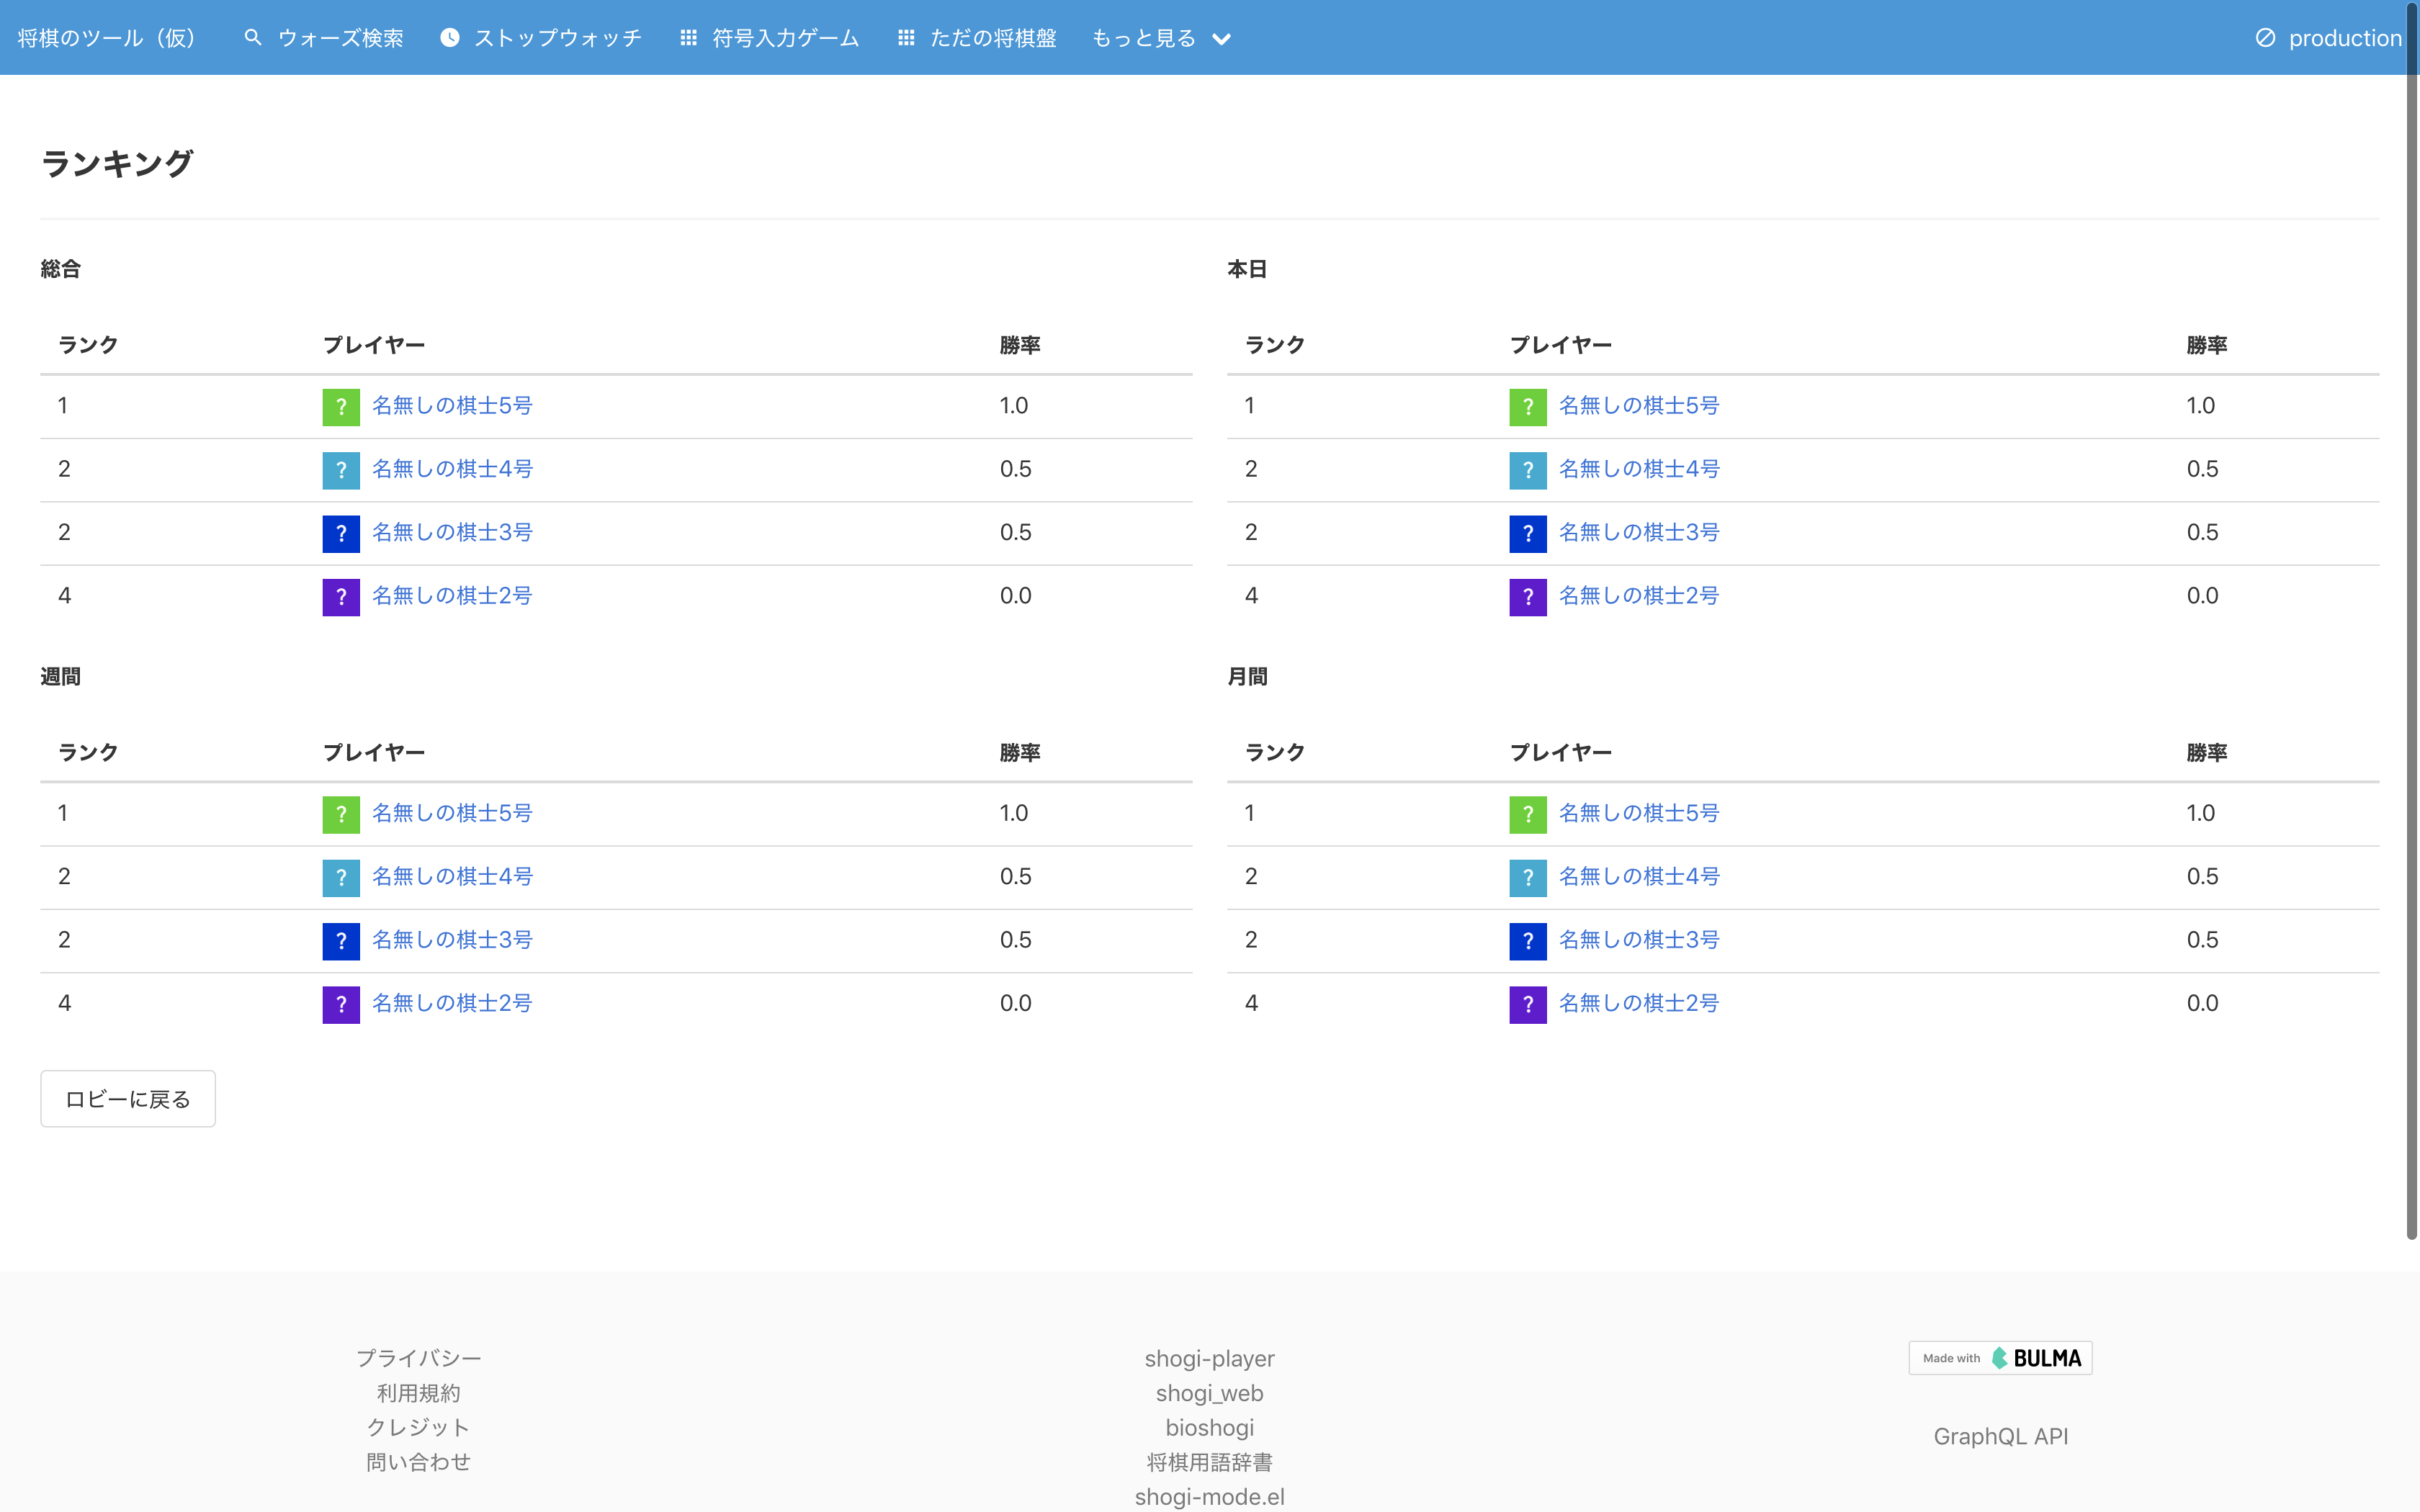 将棋のツール（仮） ウォーズ検索 ストップウォッチ 符号入力ゲーム ただの将棋盤 もっと見る production
ランキング
総合
ランク プレイヤー 勝率
1 ? 名無しの棋士5号 1.0
2 ? 名無しの棋士4号 0.5
2 ? 名無しの棋士3号 0.5
4 ? 名無しの棋士2号 0.0
本日
ランク プレイヤー 勝率
1 ? 名無しの棋士5号 1.0
2 ? 名無しの棋士4号 0.5
2 ? 名無しの棋士3号 0.5
4 ? 名無しの棋士2号 0.0
週間
ランク プレイヤー 勝率
1 ? 名無しの棋士5号 1.0
2 ? 名無しの棋士4号 0.5
2 ? 名無しの棋士3号 0.5
4 ? 名無しの棋士2号 0.0
月間
ランク プレイヤー 勝率
1 ? 名無しの棋士5号 1.0
2 ? 名無しの棋士4号 0.5
2 ? 名無しの棋士3号 0.5
4 ? 名無しの棋士2号 0.0
ロビーに戻る
プライバシー
利用規約
クレジット
問い合わせ
shogi-player
shogi_web
bioshogi
将棋用語辞書
shogi-mode.el
Made with BULMA
GraphQL API